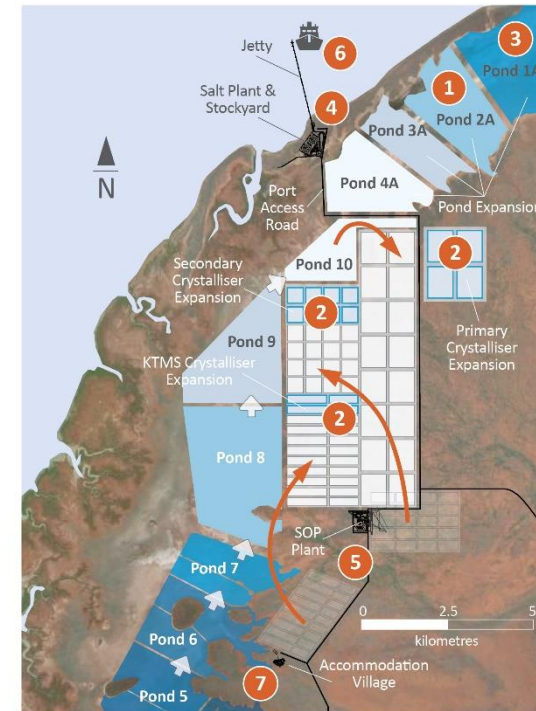 Jetty
6
3
Pond 1A
Salt Plant &
Stockyard
4
1
Pond 2A
Pond 3A
N
Pond 4A
Port
Access
Road
Pond Expansion
Pond 10
2
Secondary
Crystalliser
Expansion
2
Primary
Crystalliser
Expansion
Pond 9
KTMS Crystalliser
Expansion
2
Pond 8
SOP
Plant
Pond 7
5
0
2.5
5
kilometres
Pond 6
Accommodation
Village
7
Pond 5